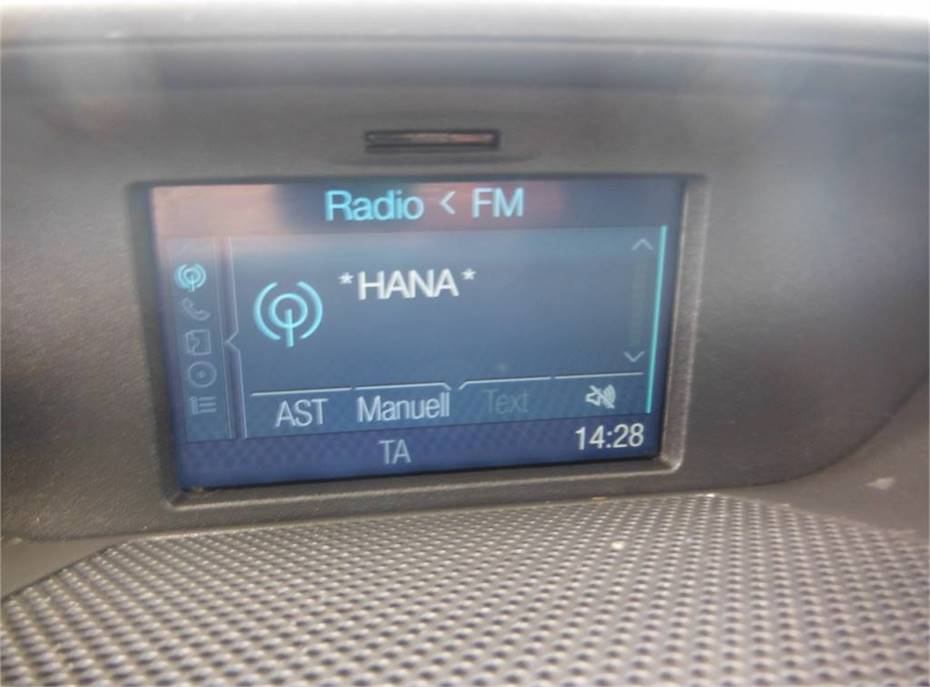 Radio < FM
*HANA*
AST Manuell Text
TA 14:28